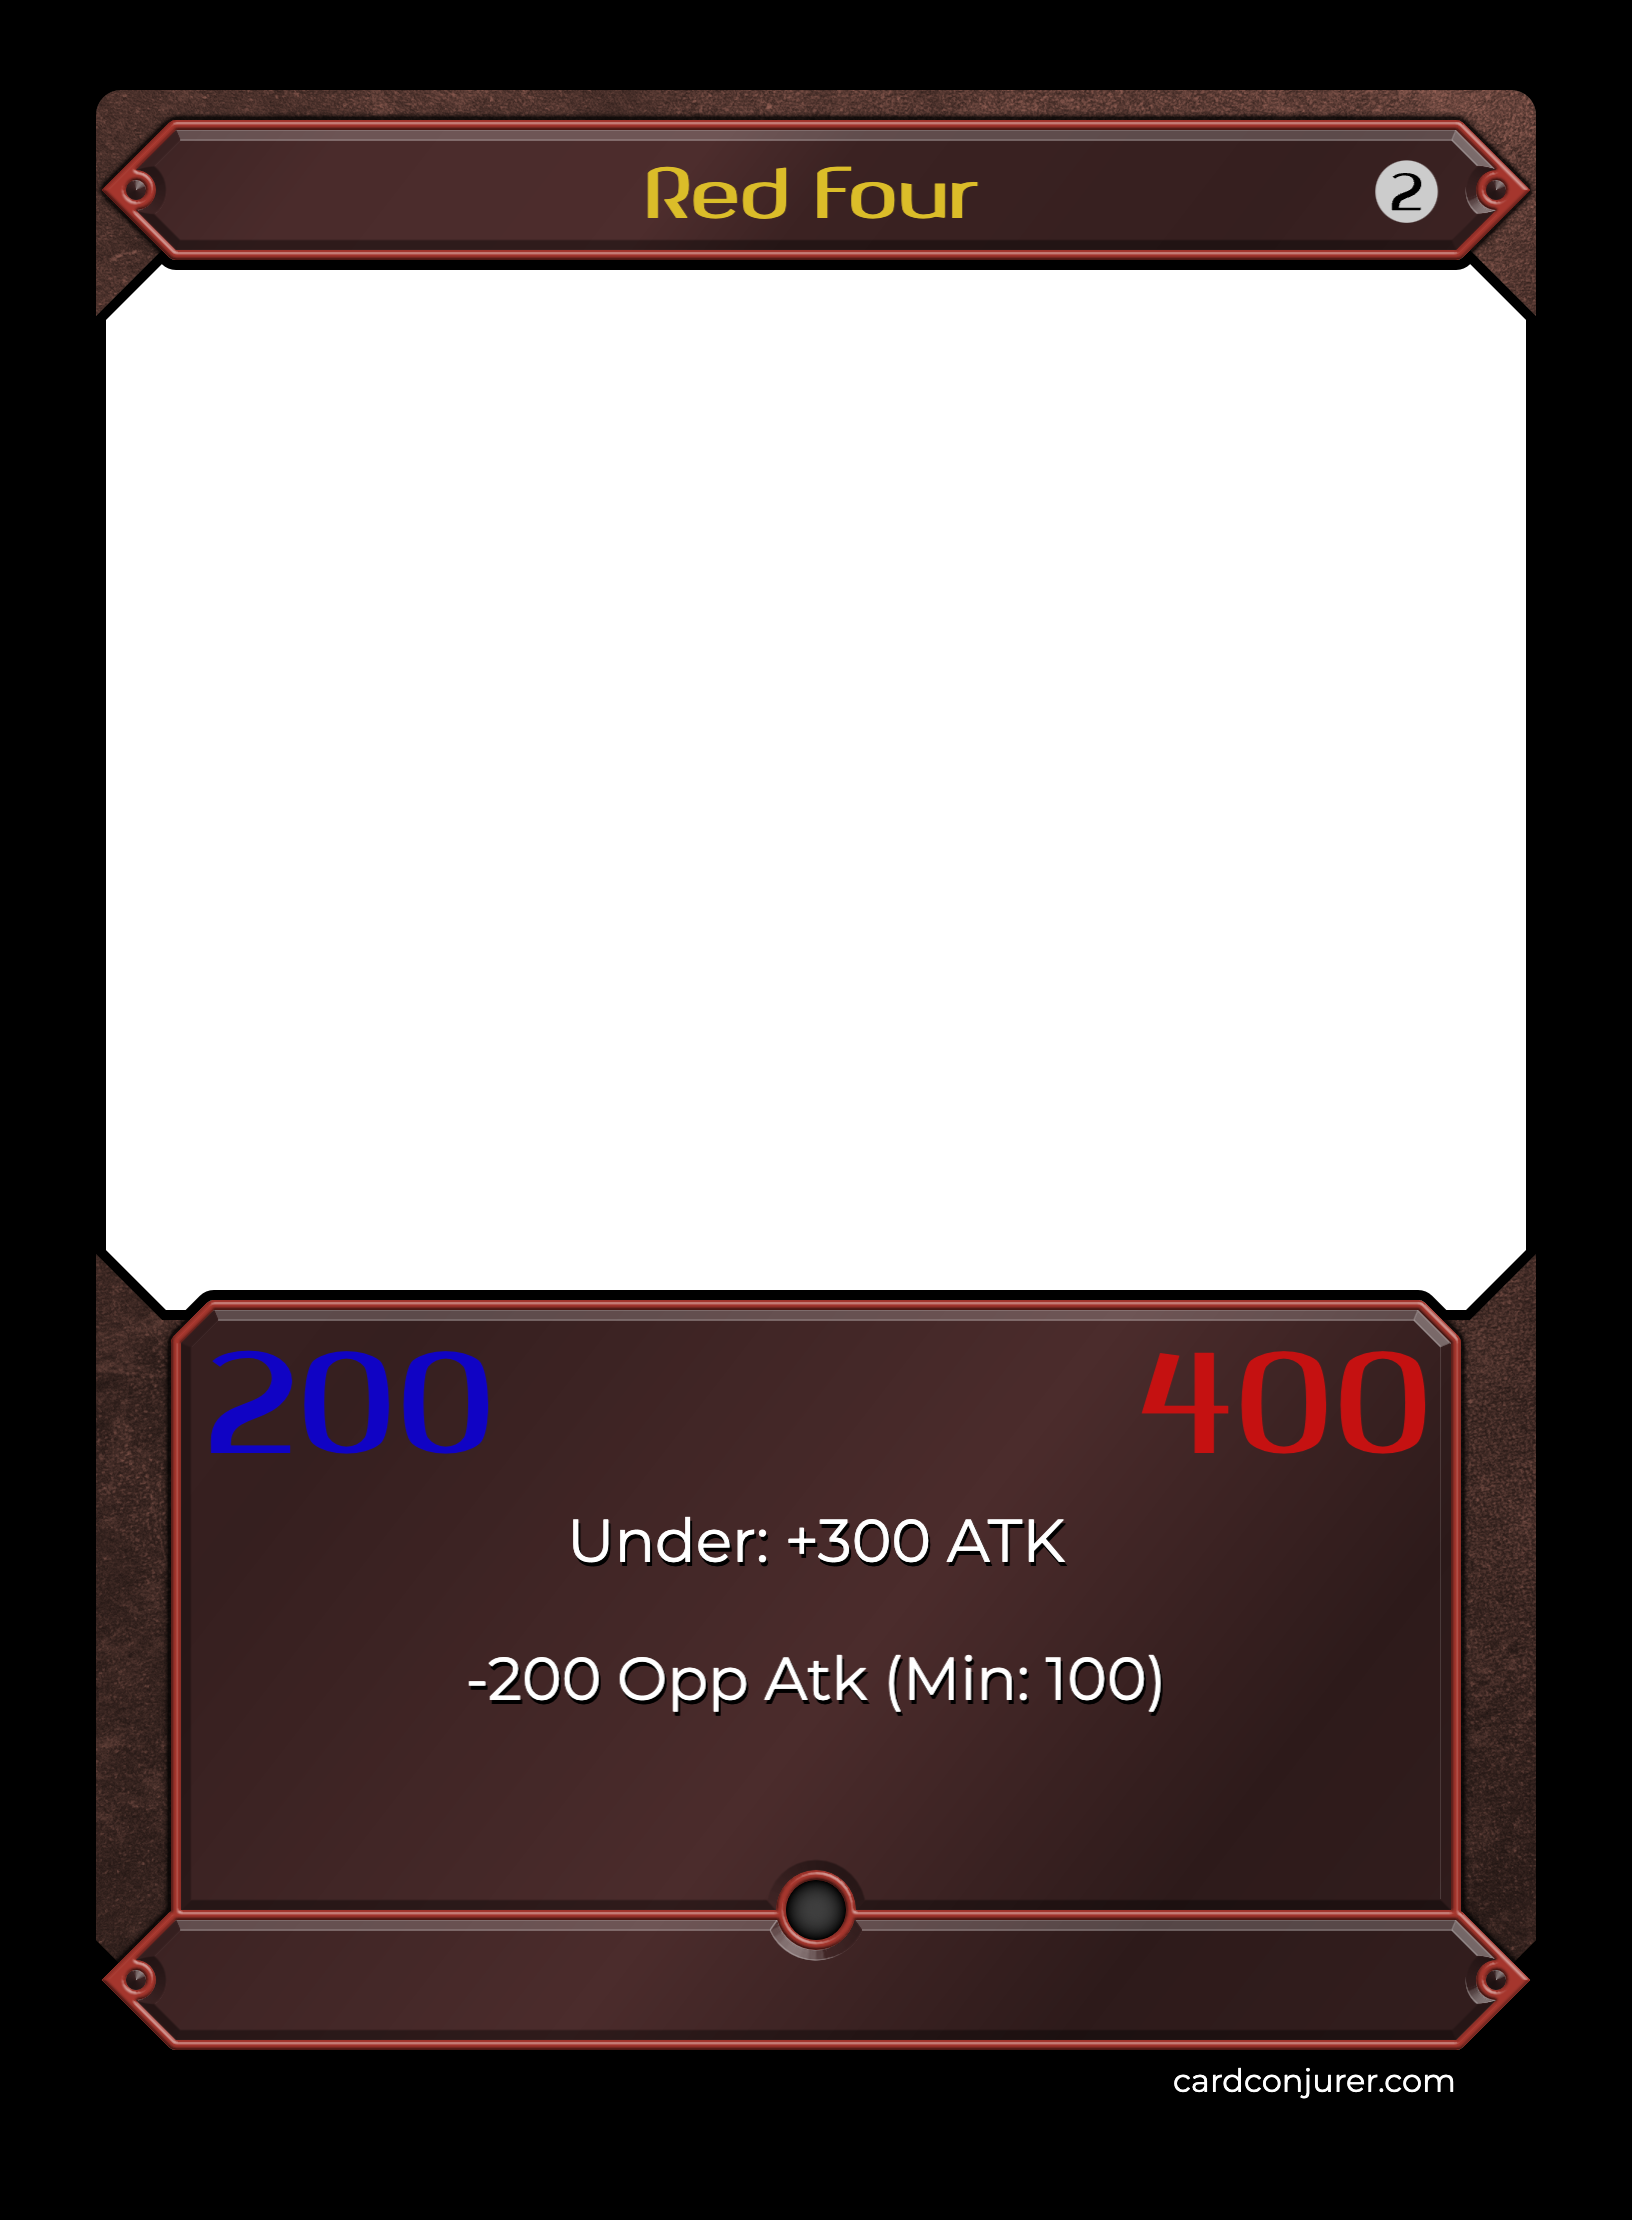 Red Four 2
200 400
Under: +300 ATK
-200 Opp Atk (Min: 100)
cardconjurer.com